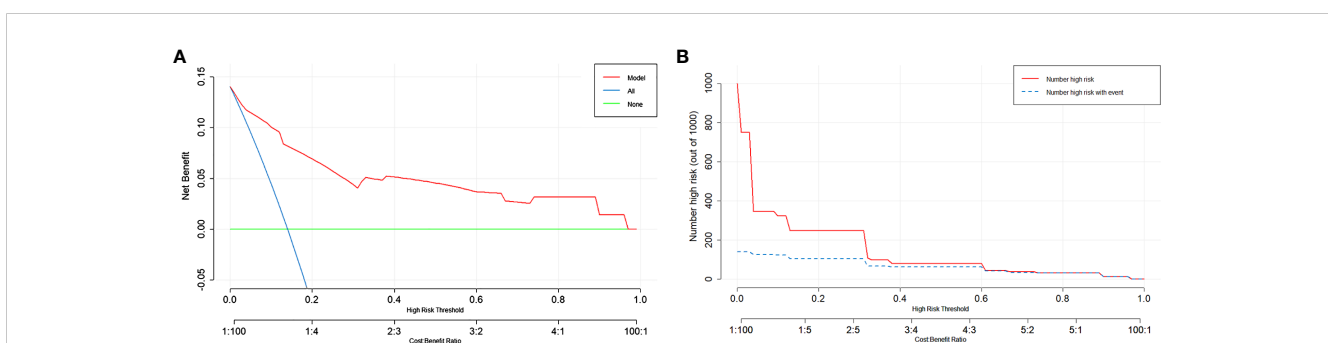 A
Net Benefit
0.15
0.10
0.05
0.00
-0.05
Model
All
None
0.0 0.2 0.4 0.6 0.8 1.0
High Risk Threshold
1:100 1:4 2:3 3:2 4:1 100:1
Cost:Benefit Ratio
B
Number high risk (out of 1000)
1000
800
600
400
200
0
Number high risk
Number high risk with event
0.0 0.2 0.4 0.6 0.8 1.0
High Risk Threshold
1:100 1:5 2:5 3:4 4:3 5:2 5:1 100:1
Cost:Benefit Ratio